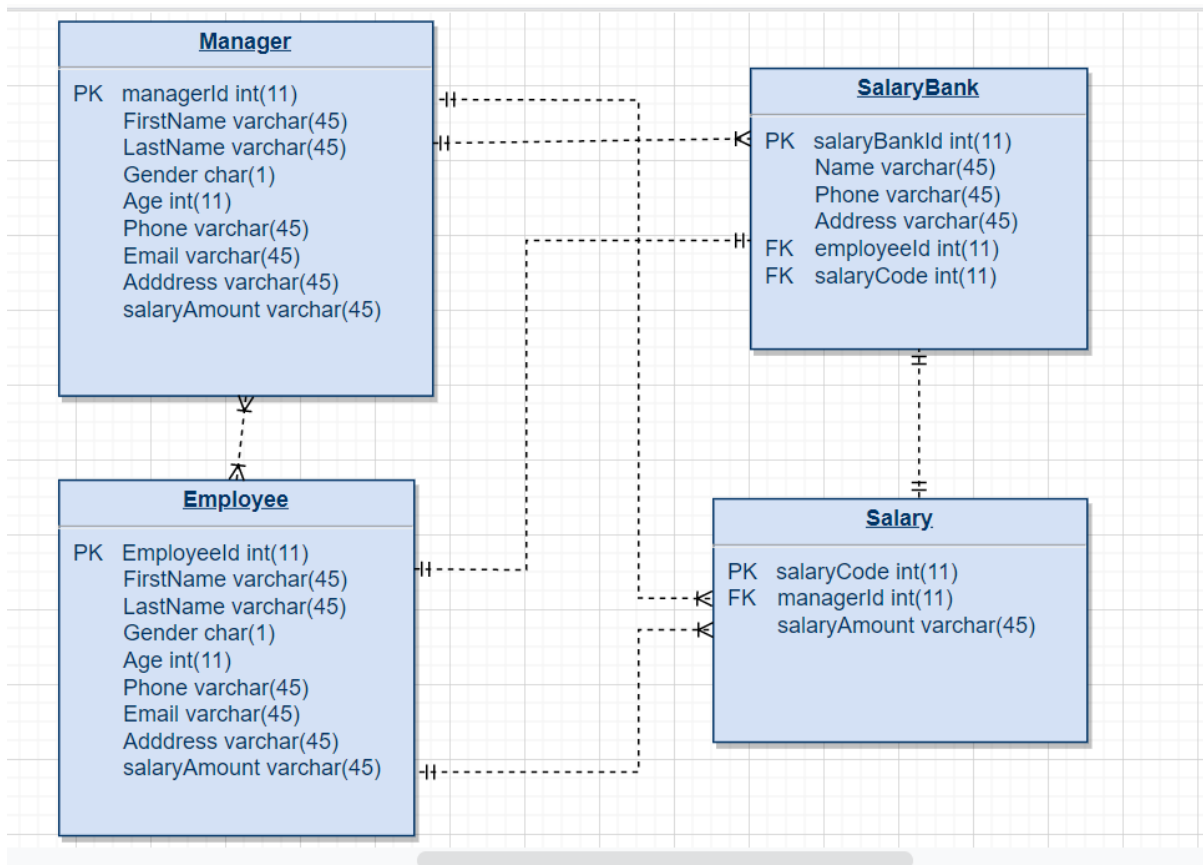 Manager
PK managerId int(11)
FirstName varchar(45)
LastName varchar(45)
Gender char(1)
Age int(11)
Phone varchar(45)
Email varchar(45)
Adddress varchar(45)
salaryAmount varchar(45)
SalaryBank
PK salaryBankId int(11)
Name varchar(45)
Phone varchar(45)
Address varchar(45)
FK employeeId int(11)
FK salaryCode int(11)
Employee
PK EmployeeId int(11)
FirstName varchar(45)
LastName varchar(45)
Gender char(1)
Age int(11)
Phone varchar(45)
Email varchar(45)
Adddress varchar(45)
salaryAmount varchar(45)
Salary
PK salaryCode int(11)
FK managerId int(11)
salaryAmount varchar(45)